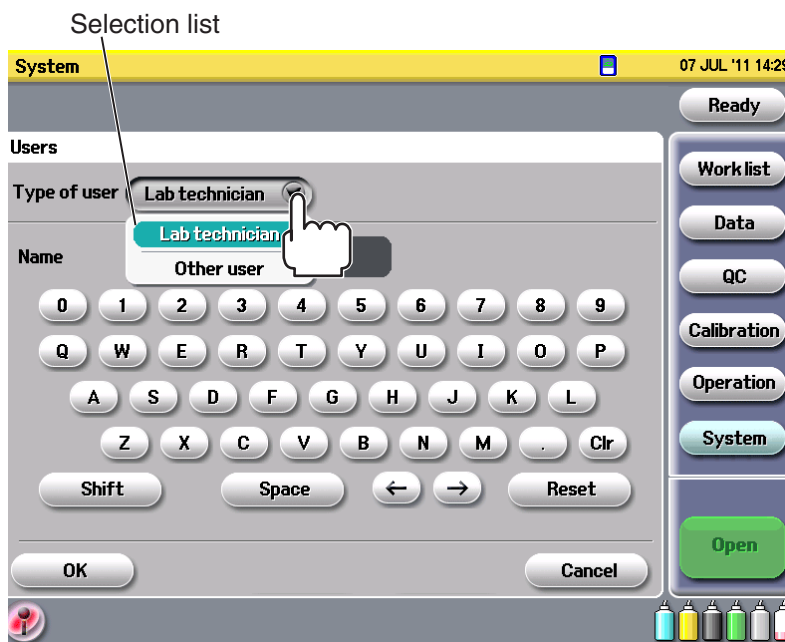 Selection list
System 07 JUL '11 14:29
Ready
Users
Type of user Lab technician
Lab technician
Other user
Name
0 1 2 3 4 5 6 7 8 9
Q W E R T Y U I O P
A S D F G H J K L
Z X C V B N M . Clr
Shift Space ← → Reset
OK Cancel
Work list
Data
QC
Calibration
Operation
System
Open